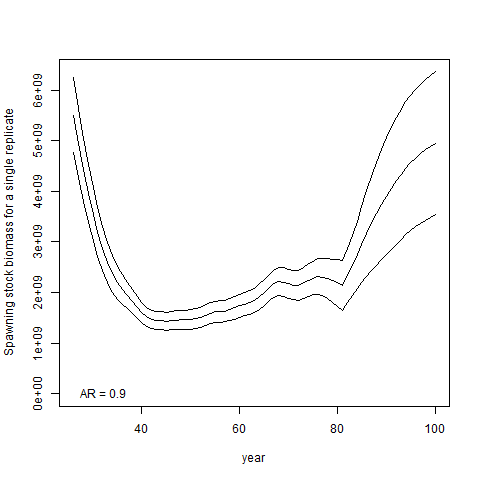 Spawning stock biomass for a single replicate
6e+09
5e+09
4e+09
3e+09
2e+09
1e+09
0e+00
AR = 0.9
40 60 80 100
year